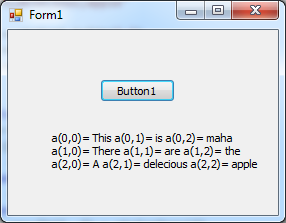 Form1
Button1
a(0,0)= This a(0,1)= is a(0,2)= maha
a(1,0)= There a(1,1)= are a(1,2)= the
a(2,0)= A a(2,1)= delecious a(2,2)= apple